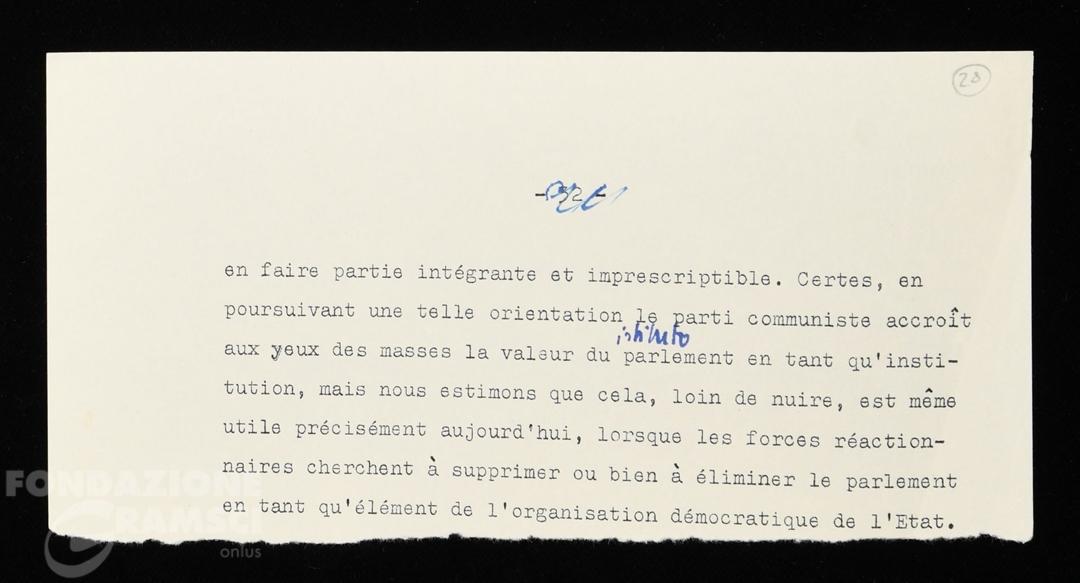 28
- 32 -
en faire partie intégrante et imprescriptible. Certes, en
poursuivant une telle orientation le parti communiste accroît
istituto
aux yeux des masses la valeur du parlement en tant qu'insti-
tution, mais nous estimons que cela, loin de nuire, est même
utile précisément aujourd'hui, lorsque les forces réaction-
naires cherchent à supprimer ou bien à éliminer le parlement
en tant qu'élément de l'organisation démocratique de l'Etat.
FONDAZIONE
GRAMSCI
onlus